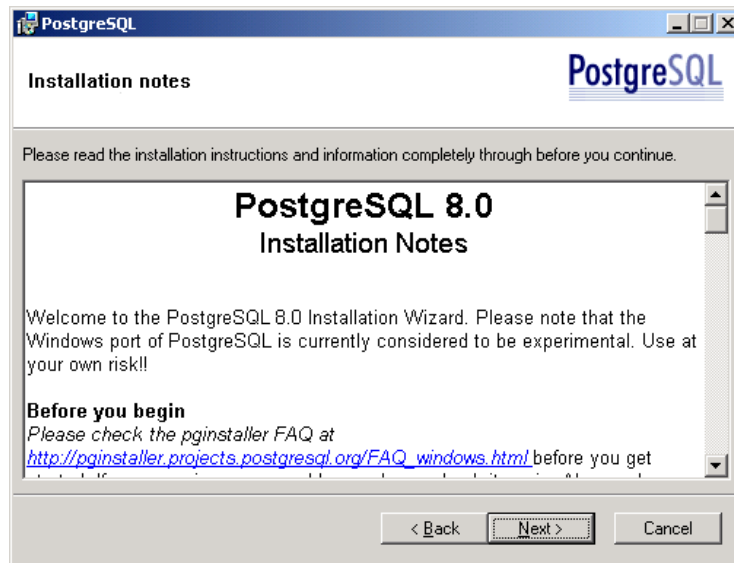 PostgreSQL
Installation notes
PostgreSQL
Please read the installation instructions and information completely through before you continue.
PostgreSQL 8.0
Installation Notes
Welcome to the PostgreSQL 8.0 Installation Wizard. Please note that the
Windows port of PostgreSQL is currently considered to be experimental. Use at
your own risk!!
Before you begin
Please check the pginstaller FAQ at
http://pginstaller.projects.postgresql.org/FAQ_windows.html before you get
< Back
Next >
Cancel